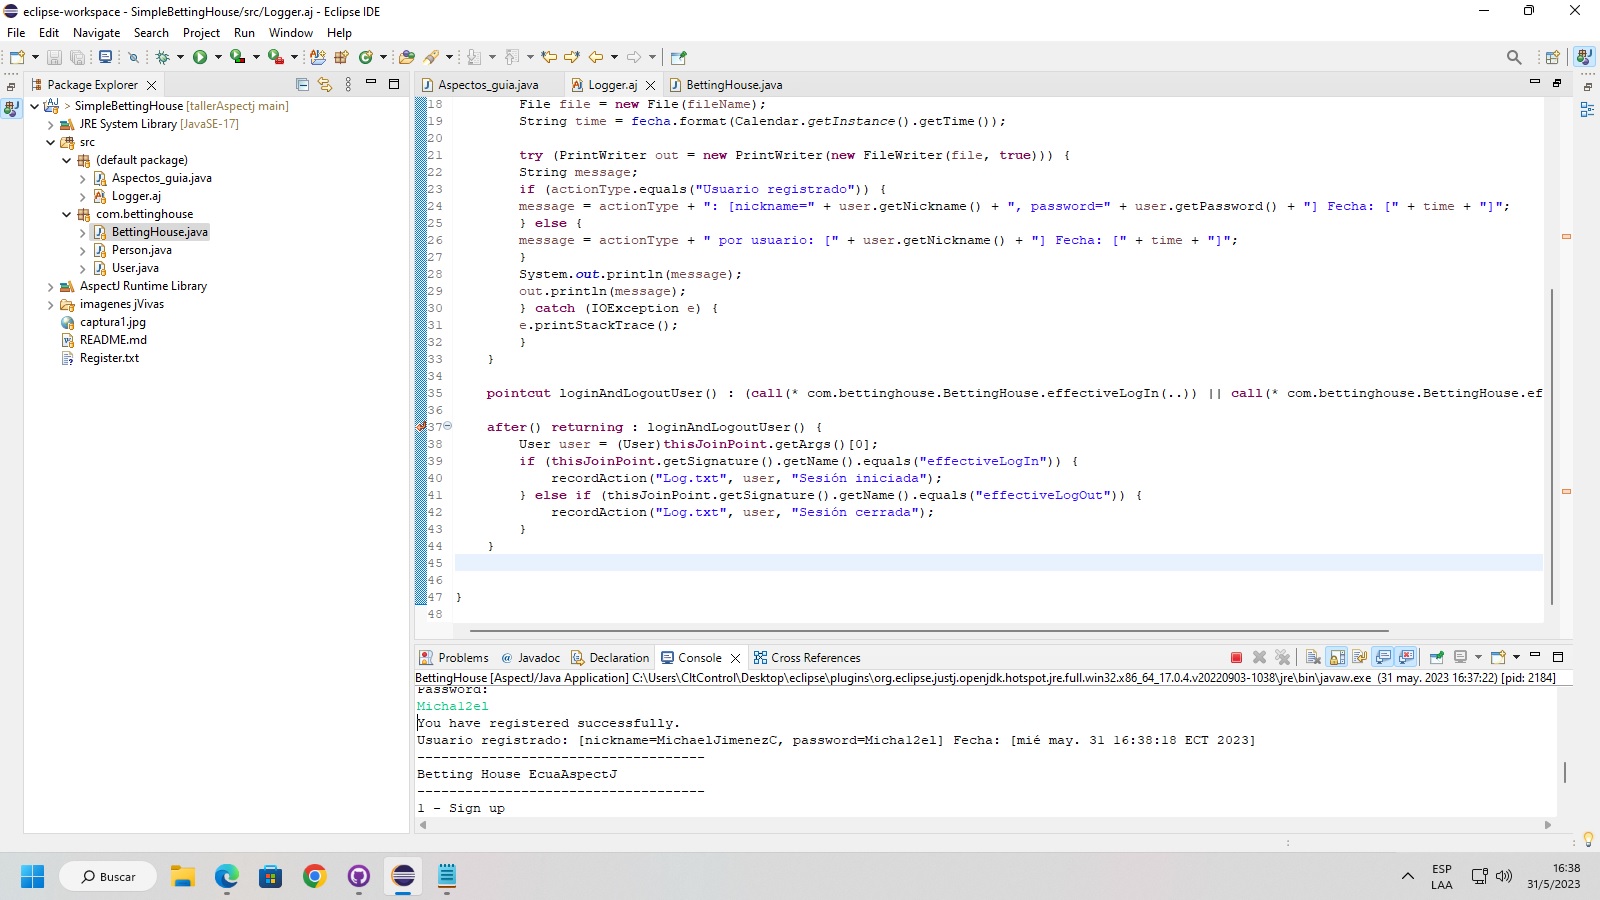 eclipse-workspace - SimpleBettingHouse/src/Logger.aj - Eclipse IDE
File Edit Navigate Search Project Run Window Help
Package Explorer
SimpleBettingHouse [tallerAspectj main]
JRE System Library [JavaSE-17]
src
(default package)
Aspectos_guia.java
Logger.aj
com.bettinghouse
BettingHouse.java
Person.java
User.java
AspectJ Runtime Library
imagenes jVivas
captura1.jpg
README.md
Register.txt
Aspectos_guia.java Logger.aj BettingHouse.java
18 File file = new File(fileName);
19 String time = fecha.format(Calendar.getInstance().getTime());
20
21 try (PrintWriter out = new PrintWriter(new FileWriter(file, true))) {
22 String message;
23 if (actionType.equals("Usuario registrado")) {
24 message = actionType + ": [nickname=" + user.getNickname() + ", password=" + user.getPassword() + "] Fecha: [" + time + "]";
25 } else {
26 message = actionType + " por usuario: [" + user.getNickname() + "] Fecha: [" + time + "]";
27 }
28 System.out.println(message);
29 out.println(message);
30 } catch (IOException e) {
31 e.printStackTrace();
32 }
33 }
34
35 pointcut loginAndLogoutUser() : (call(* com.bettinghouse.BettingHouse.effectiveLogIn(..)) || call(* com.bettinghouse.BettingHouse.ef
36
37 after() returning : loginAndLogoutUser() {
38 User user = (User)thisJoinPoint.getArgs()[0];
39 if (thisJoinPoint.getSignature().getName().equals("effectiveLogIn")) {
40 recordAction("Log.txt", user, "Sesión iniciada");
41 } else if (thisJoinPoint.getSignature().getName().equals("effectiveLogOut")) {
42 recordAction("Log.txt", user, "Sesión cerrada");
43 }
44 }
45
46
47 }
48
Problems Javadoc Declaration Console Cross References
BettingHouse [AspectJ/Java Application] C:\Users\CltControl\Desktop\eclipse\plugins\org.eclipse.justj.openjdk.hotspot.jre.full.win32.x86_64_17.0.4.v20220903-1038\jre\bin\javaw.exe (31 may. 2023 16:37:22) [pid: 2184]
Password:
Micha12el
You have registered successfully.
Usuario registrado: [nickname=MichaelJimenezC, password=Micha12el] Fecha: [mié may. 31 16:38:18 ECT 2023]
------------------------------------
Betting House EcuaAspectJ
------------------------------------
1 - Sign up
Buscar
ESP
LAA
16:38
31/5/2023